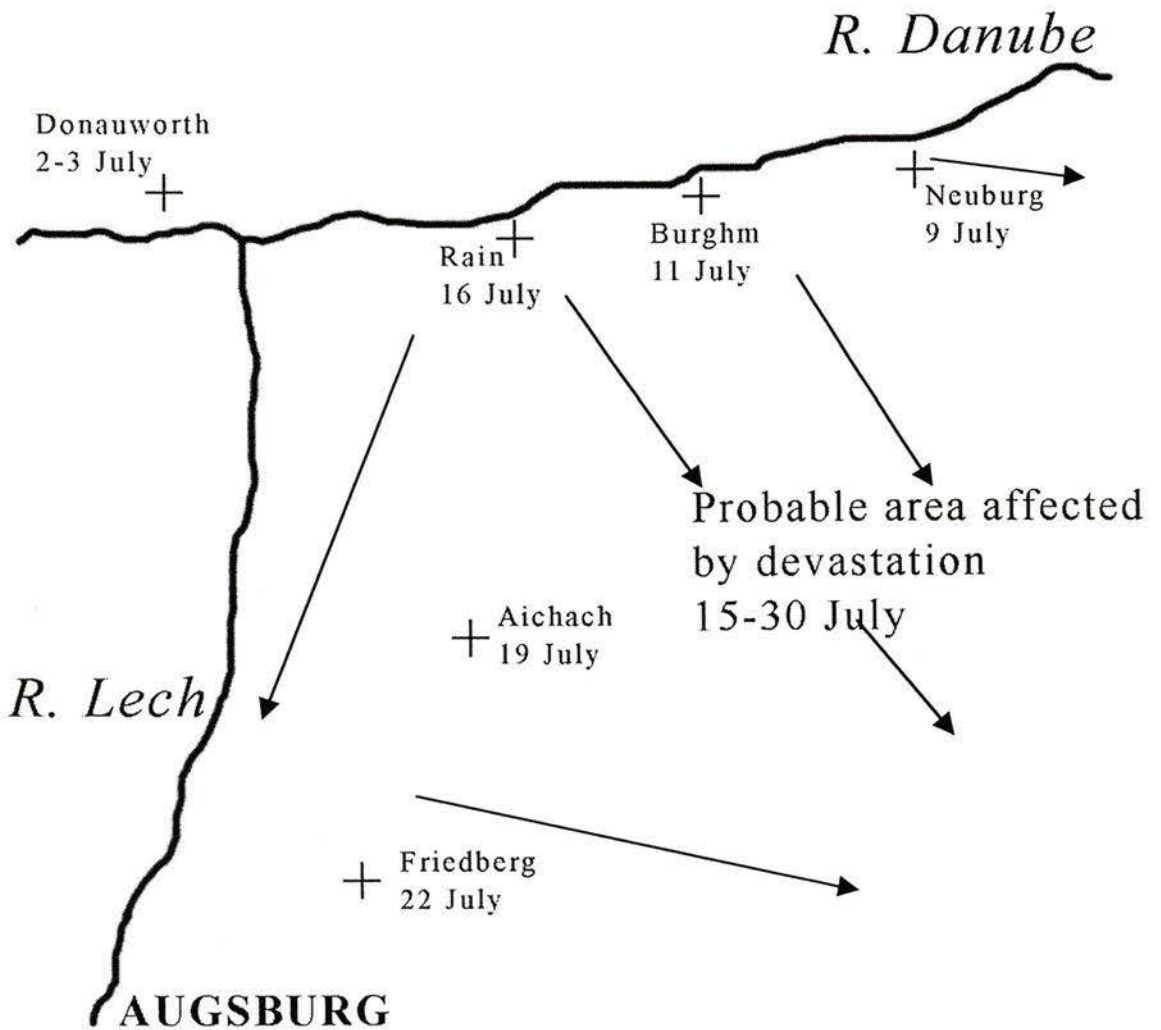 R. Danube
Donauworth
2-3 July
Neuburg
9 July
Burghm
11 July
Rain
16 July
Probable area affected
by devastation
15-30 July
Aichach
19 July
R. Lech
Friedberg
22 July
AUGSBURG